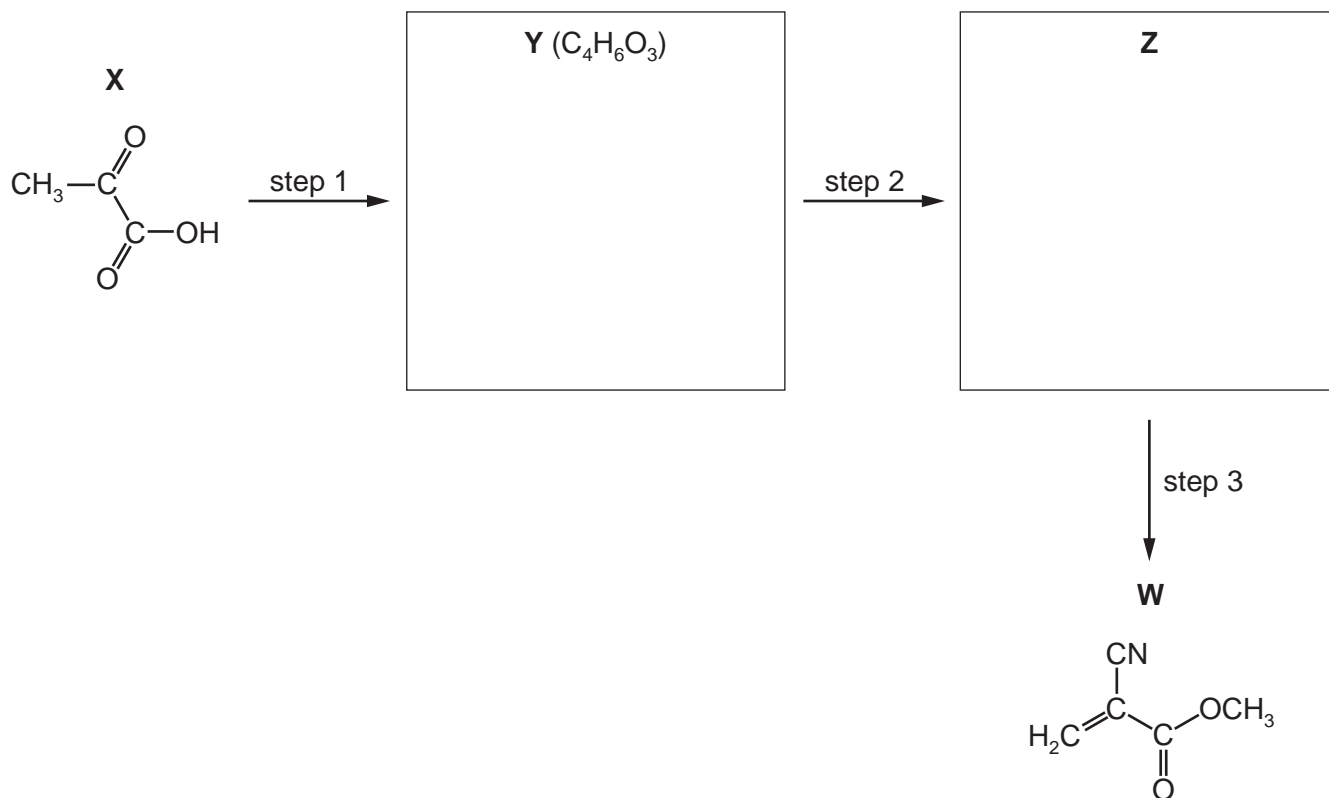 Y (C₄H₆O₃)
Z
X
O
CH₃ C
step 1
step 2
C OH
O
step 3
W
CN
C OCH₃
H₂C C
O